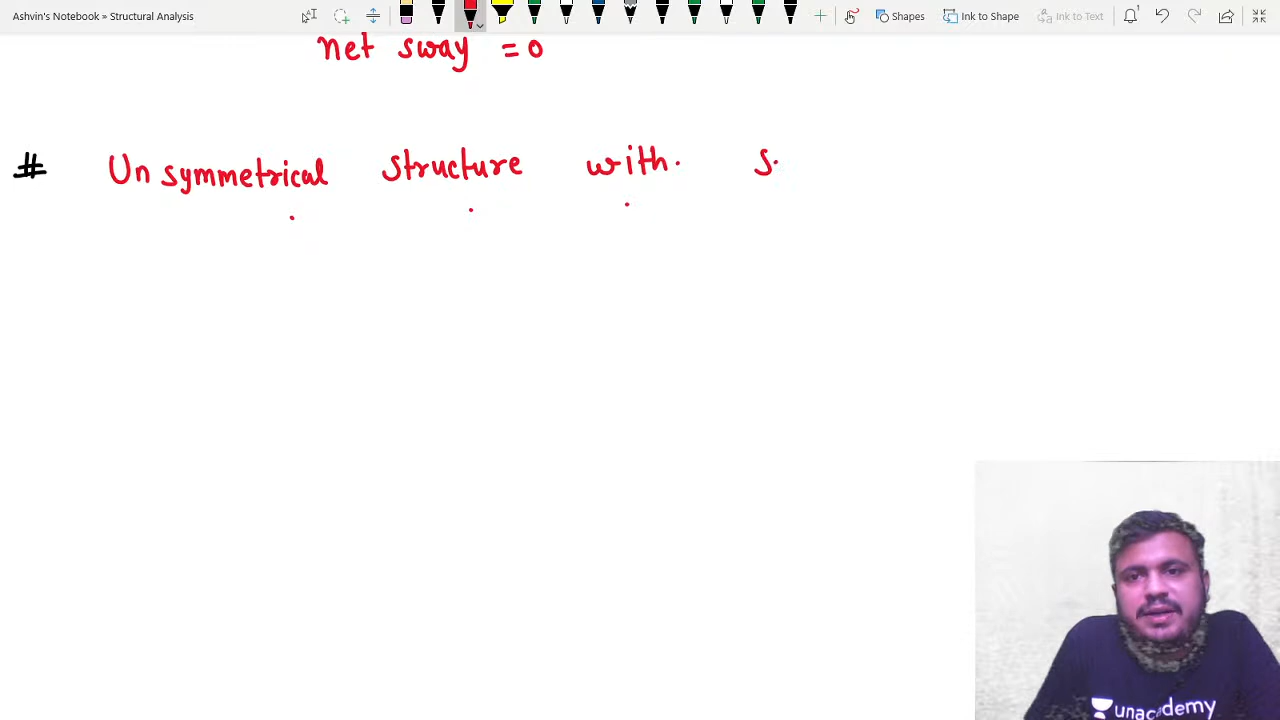 Ashvin's Notebook – Structural Analysis
Shapes
Ink to Shape
Ink to Text
net sway = 0
# Unsymmetrical structure with. S.
unacademy